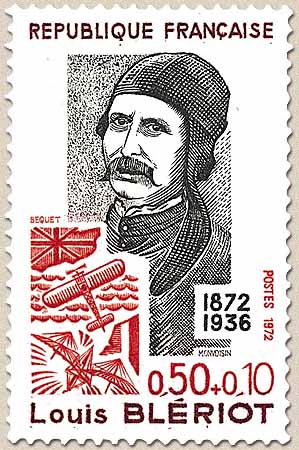 REPUBLIQUE FRANÇAISE
BEQUET
POSTES 1972
1872
1936
MONVOISIN
0,50+0,10
Louis BLÉRIOT